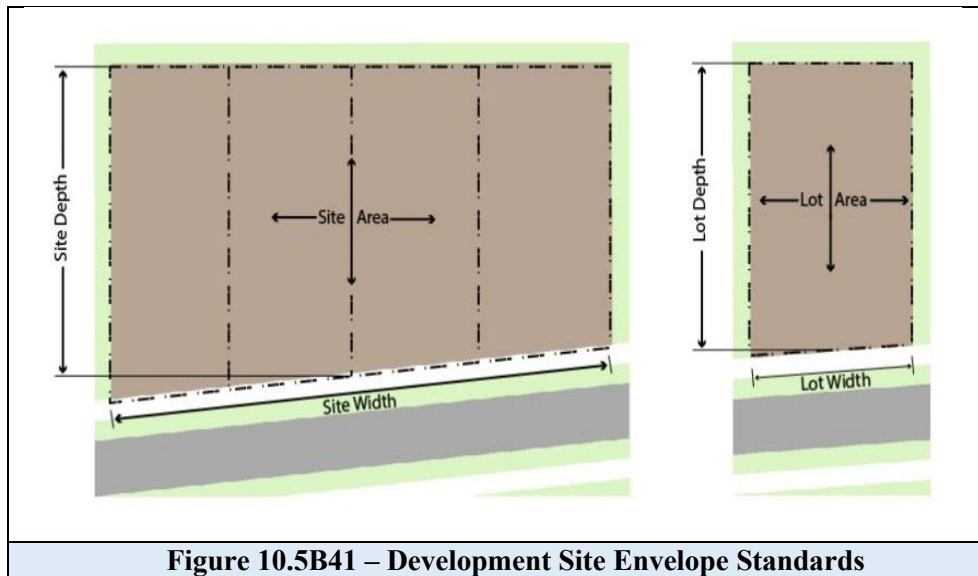 Site Depth
Site Area
Site Width
Lot Depth
Lot Area
Lot Width
Figure 10.5B41 – Development Site Envelope Standards